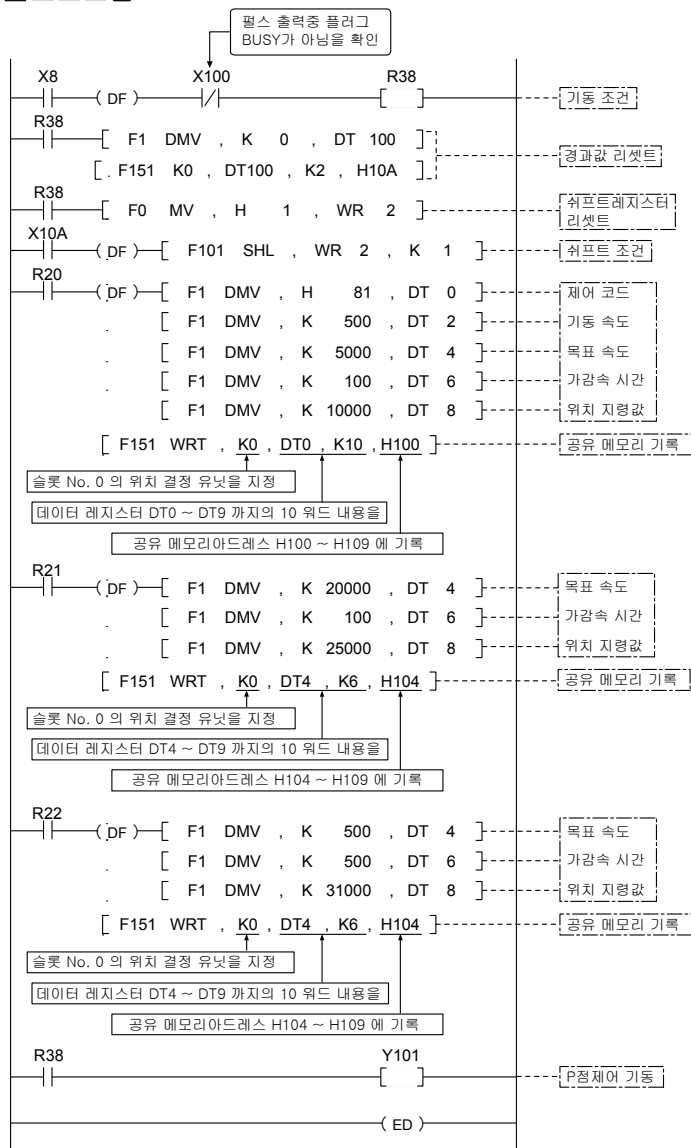 펄스 출력중 플러그
BUSY가 아님을 확인
X8 ( DF ) X100 R38 기동 조건
R38 F1 DMV , K 0 , DT 100
. F151 K0 , DT100 , K2 , H10A 경과값 리셋트
R38 F0 MV , H 1 , WR 2 쉬프트레지스터
리셋트
X10A ( DF ) F101 SHL , WR 2 , K 1 쉬프트 조건
R20 ( DF ) F1 DMV , H 81 , DT 0 제어 코드
F1 DMV , K 500 , DT 2 기동 속도
F1 DMV , K 5000 , DT 4 목표 속도
F1 DMV , K 100 , DT 6 가감속 시간
F1 DMV , K 10000 , DT 8 위치 지령값
F151 WRT , K0 , DT0 , K10 , H100 공유 메모리 기록
슬롯 No. 0 의 위치 결정 유닛을 지정
데이터 레지스터 DT0 ~ DT9 까지의 10 워드 내용을
공유 메모리아드레스 H100 ~ H109 에 기록
R21 ( DF ) F1 DMV , K 20000 , DT 4 목표 속도
F1 DMV , K 100 , DT 6 가감속 시간
F1 DMV , K 25000 , DT 8 위치 지령값
F151 WRT , K0 , DT4 , K6 , H104 공유 메모리 기록
슬롯 No. 0 의 위치 결정 유닛을 지정
데이터 레지스터 DT4 ~ DT9 까지의 10 워드 내용을
공유 메모리아드레스 H104 ~ H109 에 기록
R22 ( DF ) F1 DMV , K 500 , DT 4 목표 속도
F1 DMV , K 500 , DT 6 가감속 시간
F1 DMV , K 31000 , DT 8 위치 지령값
F151 WRT , K0 , DT4 , K6 , H104 공유 메모리 기록
슬롯 No. 0 의 위치 결정 유닛을 지정
데이터 레지스터 DT4 ~ DT9 까지의 10 워드 내용을
공유 메모리아드레스 H104 ~ H109 에 기록
R38 Y101 P점제어 기동
( ED )